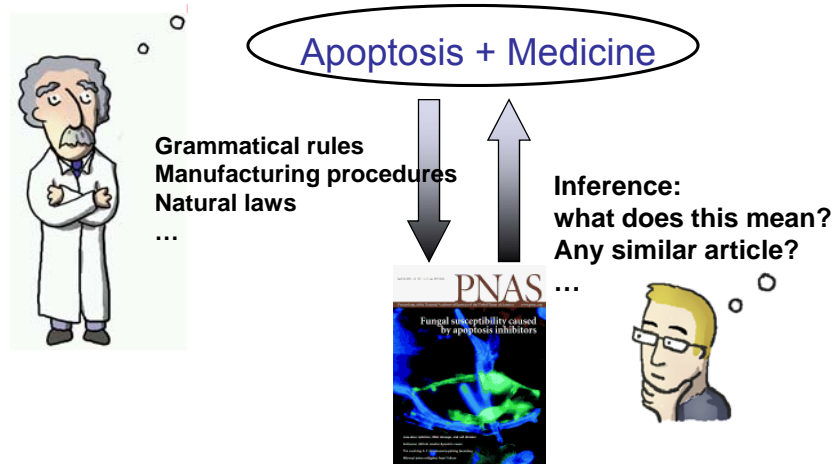 Apoptosis + Medicine
Grammatical rules
Manufacturing procedures
Natural laws
…
Inference:
what does this mean?
Any similar article?
…
PNAS
Fungal susceptibility caused
by apoptosis inhibitors